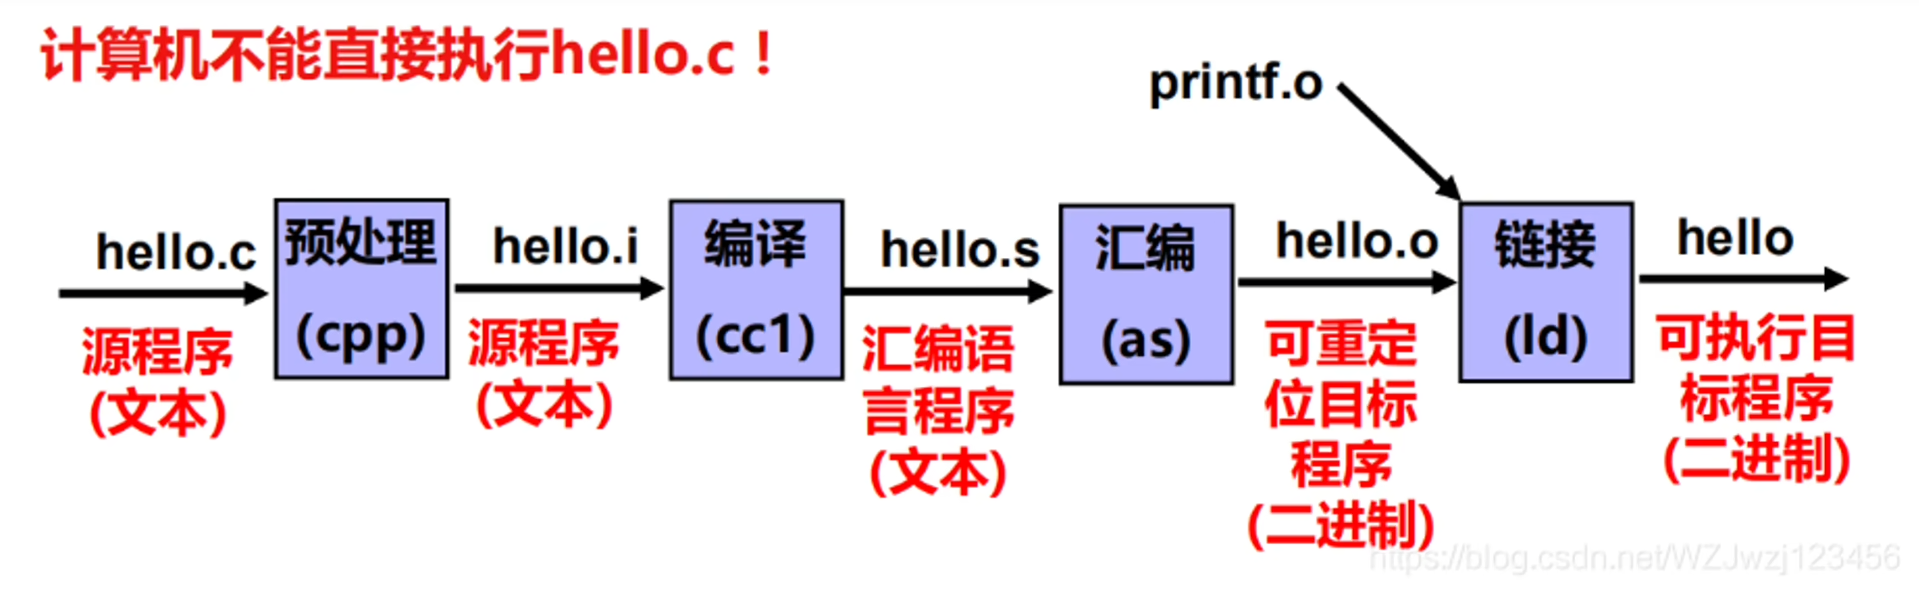 计算机不能直接执行hello.c！
printf.o
hello.c
预处理
(cpp)
hello.i
编译
(cc1)
hello.s
汇编
(as)
hello.o
链接
(ld)
hello
源程序
(文本)
源程序
(文本)
汇编语
言程序
(文本)
可重定
位目标
程序
(二进制)
可执行目
标程序
(二进制)
https://blog.csdn.net/WZJwzj123456